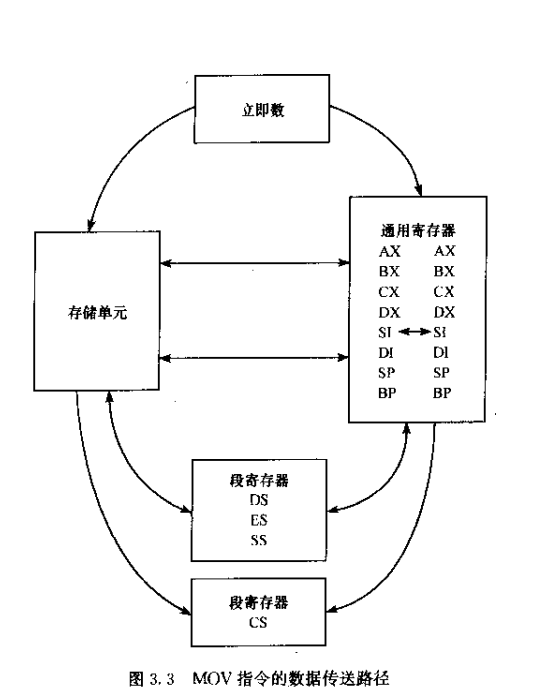 立即数
存储单元
通用寄存器
AX AX
BX BX
CX CX
DX DX
SI SI
DI DI
SP SP
BP BP
段寄存器
DS
ES
SS
段寄存器
CS
图 3.3 MOV 指令的数据传送路径